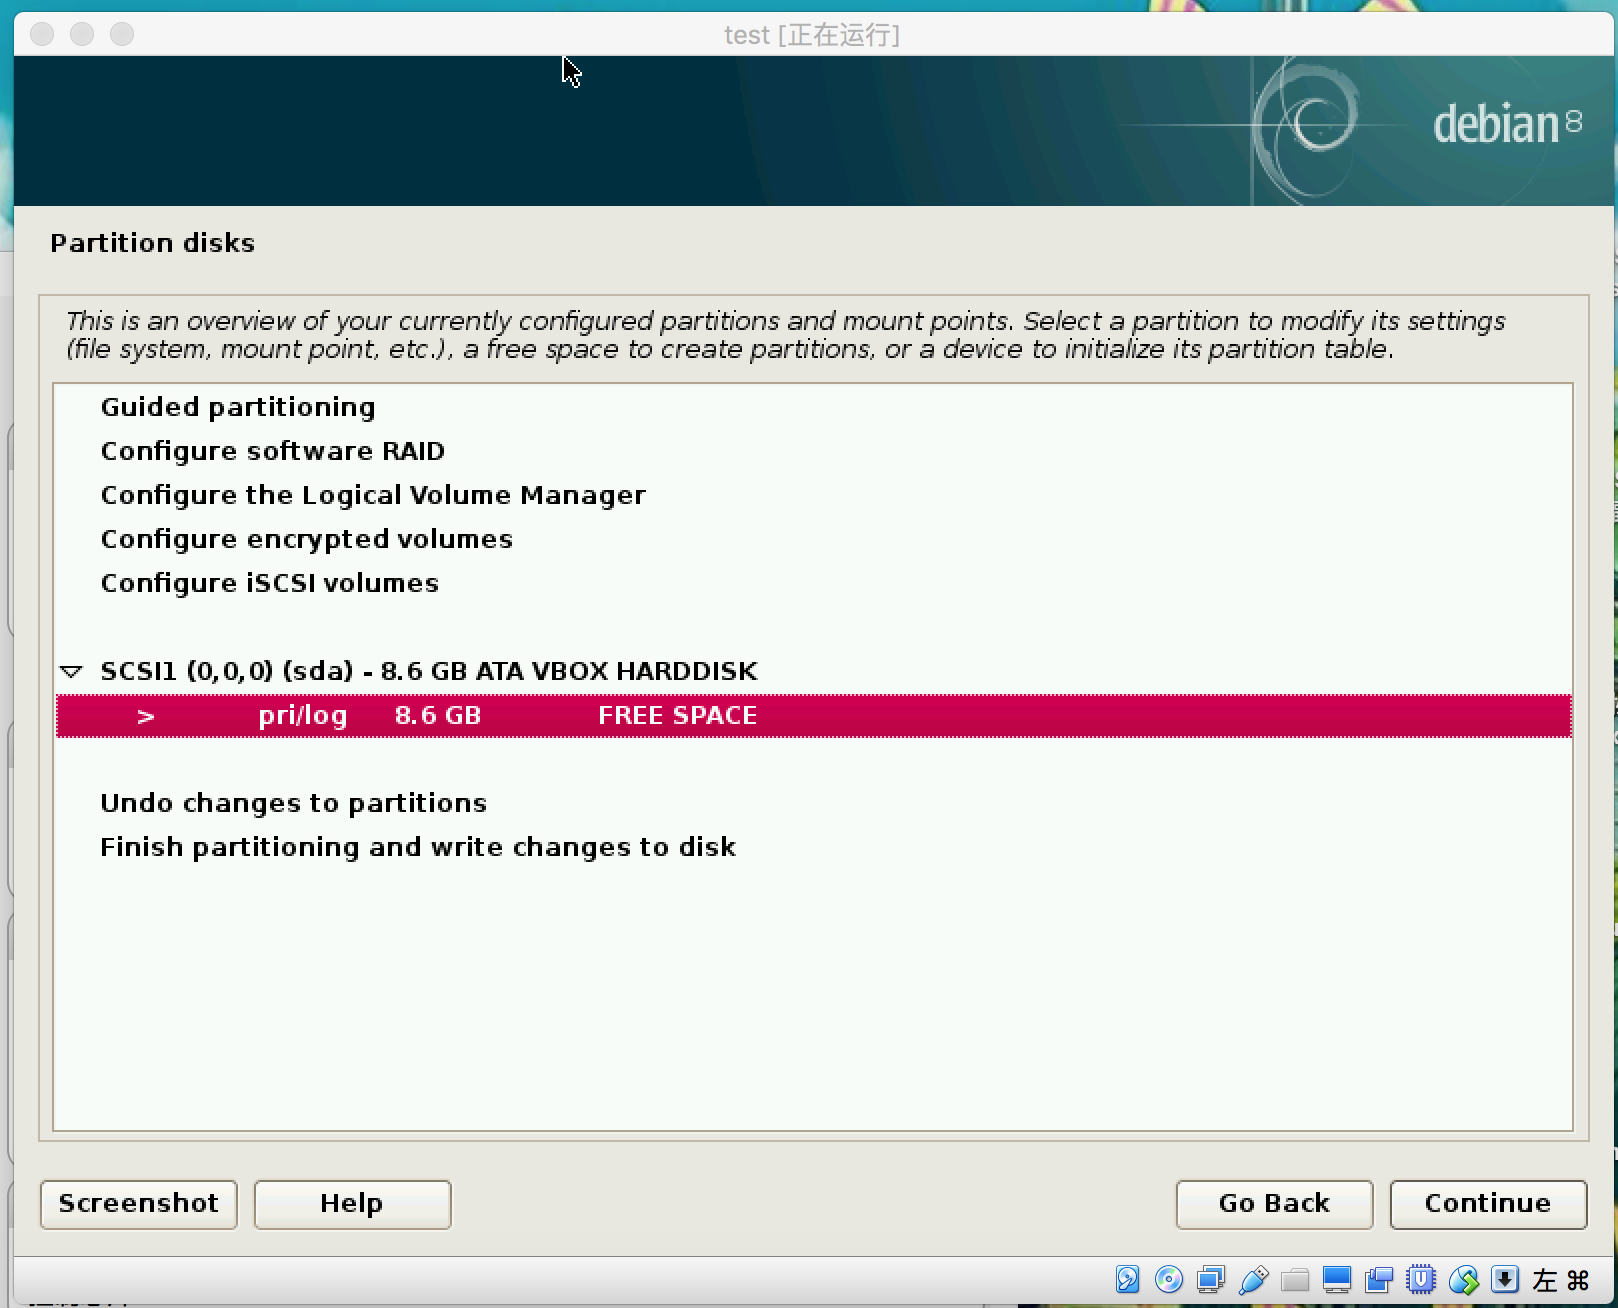 test [正在运行]
debian 8
Partition disks
This is an overview of your currently configured partitions and mount points. Select a partition to modify its settings
(file system, mount point, etc.), a free space to create partitions, or a device to initialize its partition table.
Guided partitioning
Configure software RAID
Configure the Logical Volume Manager
Configure encrypted volumes
Configure iSCSI volumes
SCSI1 (0,0,0) (sda) - 8.6 GB ATA VBOX HARDDISK
> pri/log 8.6 GB FREE SPACE
Undo changes to partitions
Finish partitioning and write changes to disk
Screenshot Help Go Back Continue
左 ⌘